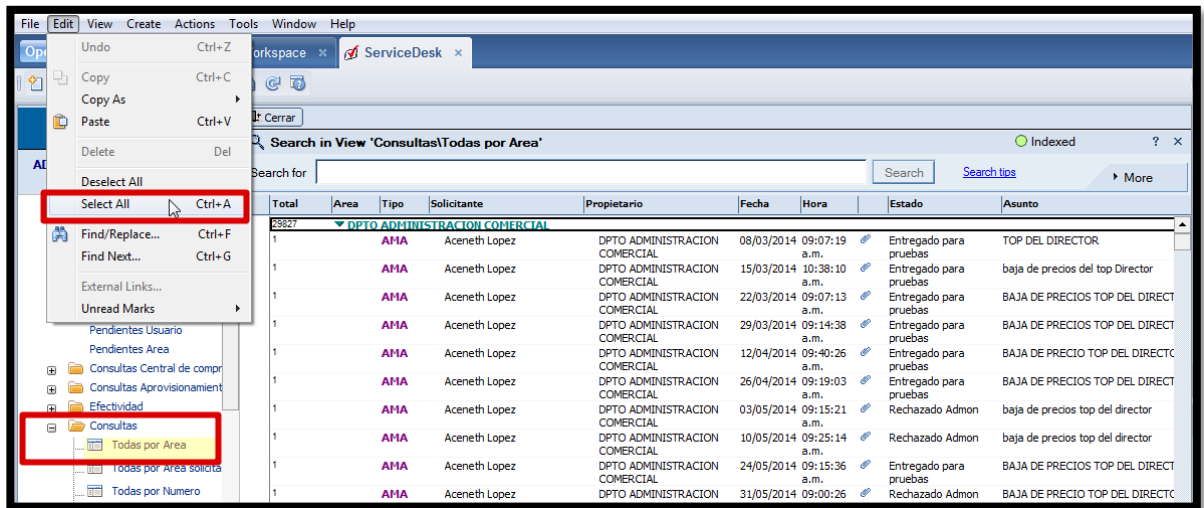 File Edit View Create Actions Tools Window Help
Undo Ctrl+Z
Copy Ctrl+C
Copy As
Paste Ctrl+V
Delete Del
Deselect All
Select All Ctrl+A
Find/Replace... Ctrl+F
Find Next... Ctrl+G
External Links...
Unread Marks
Ope orkspace ServiceDesk
Cerrar
Search in View 'Consultas\Todas por Area' Indexed ? x
Search for Search Search tips More
AD
Pendientes Usuario
Pendientes Area
Consultas Central de compr
Consultas Aprovisionamient
Efectividad
Consultas
Todas por Area
Todas por Area solicita
Todas por Numero
Total Area Tipo Solicitante Propietario Fecha Hora Estado Asunto
29827 DPTO ADMINISTRACION COMERCIAL
1 AMA Aceneth Lopez DPTO ADMINISTRACION 08/03/2014 09:07:19 Entregado para TOP DEL DIRECTOR
COMERCIAL a.m. pruebas
1 AMA Aceneth Lopez DPTO ADMINISTRACION 15/03/2014 10:38:10 Entregado para baja de precios del top Director
COMERCIAL a.m. pruebas
1 AMA Aceneth Lopez DPTO ADMINISTRACION 22/03/2014 09:07:13 Entregado para BAJA DE PRECIOS TOP DEL DIRECT
COMERCIAL a.m. pruebas
1 AMA Aceneth Lopez DPTO ADMINISTRACION 29/03/2014 09:14:38 Entregado para BAJA DE PRECIOS TOP DEL DIRECT
COMERCIAL a.m. pruebas
1 AMA Aceneth Lopez DPTO ADMINISTRACION 12/04/2014 09:40:26 Entregado para BAJA DE PRECIO TOP DEL DIRECTO
COMERCIAL a.m. pruebas
1 AMA Aceneth Lopez DPTO ADMINISTRACION 26/04/2014 09:19:03 Entregado para BAJA DE PRECIOS TOP DEL DIRECT
COMERCIAL a.m. pruebas
1 AMA Aceneth Lopez DPTO ADMINISTRACION 03/05/2014 09:15:21 Rechazado Admon baja de precios top del director
COMERCIAL a.m.
1 AMA Aceneth Lopez DPTO ADMINISTRACION 10/05/2014 09:25:14 Rechazado Admon baja de precios top del director
COMERCIAL a.m.
1 AMA Aceneth Lopez DPTO ADMINISTRACION 24/05/2014 09:15:36 Entregado para BAJA DE PRECIOS TOP DEL DIRECT
COMERCIAL a.m. pruebas
1 AMA Aceneth Lopez DPTO ADMINISTRACION 31/05/2014 09:00:26 Rechazado Admon BAJA DE PRECIO TOP DEL DIRECTO